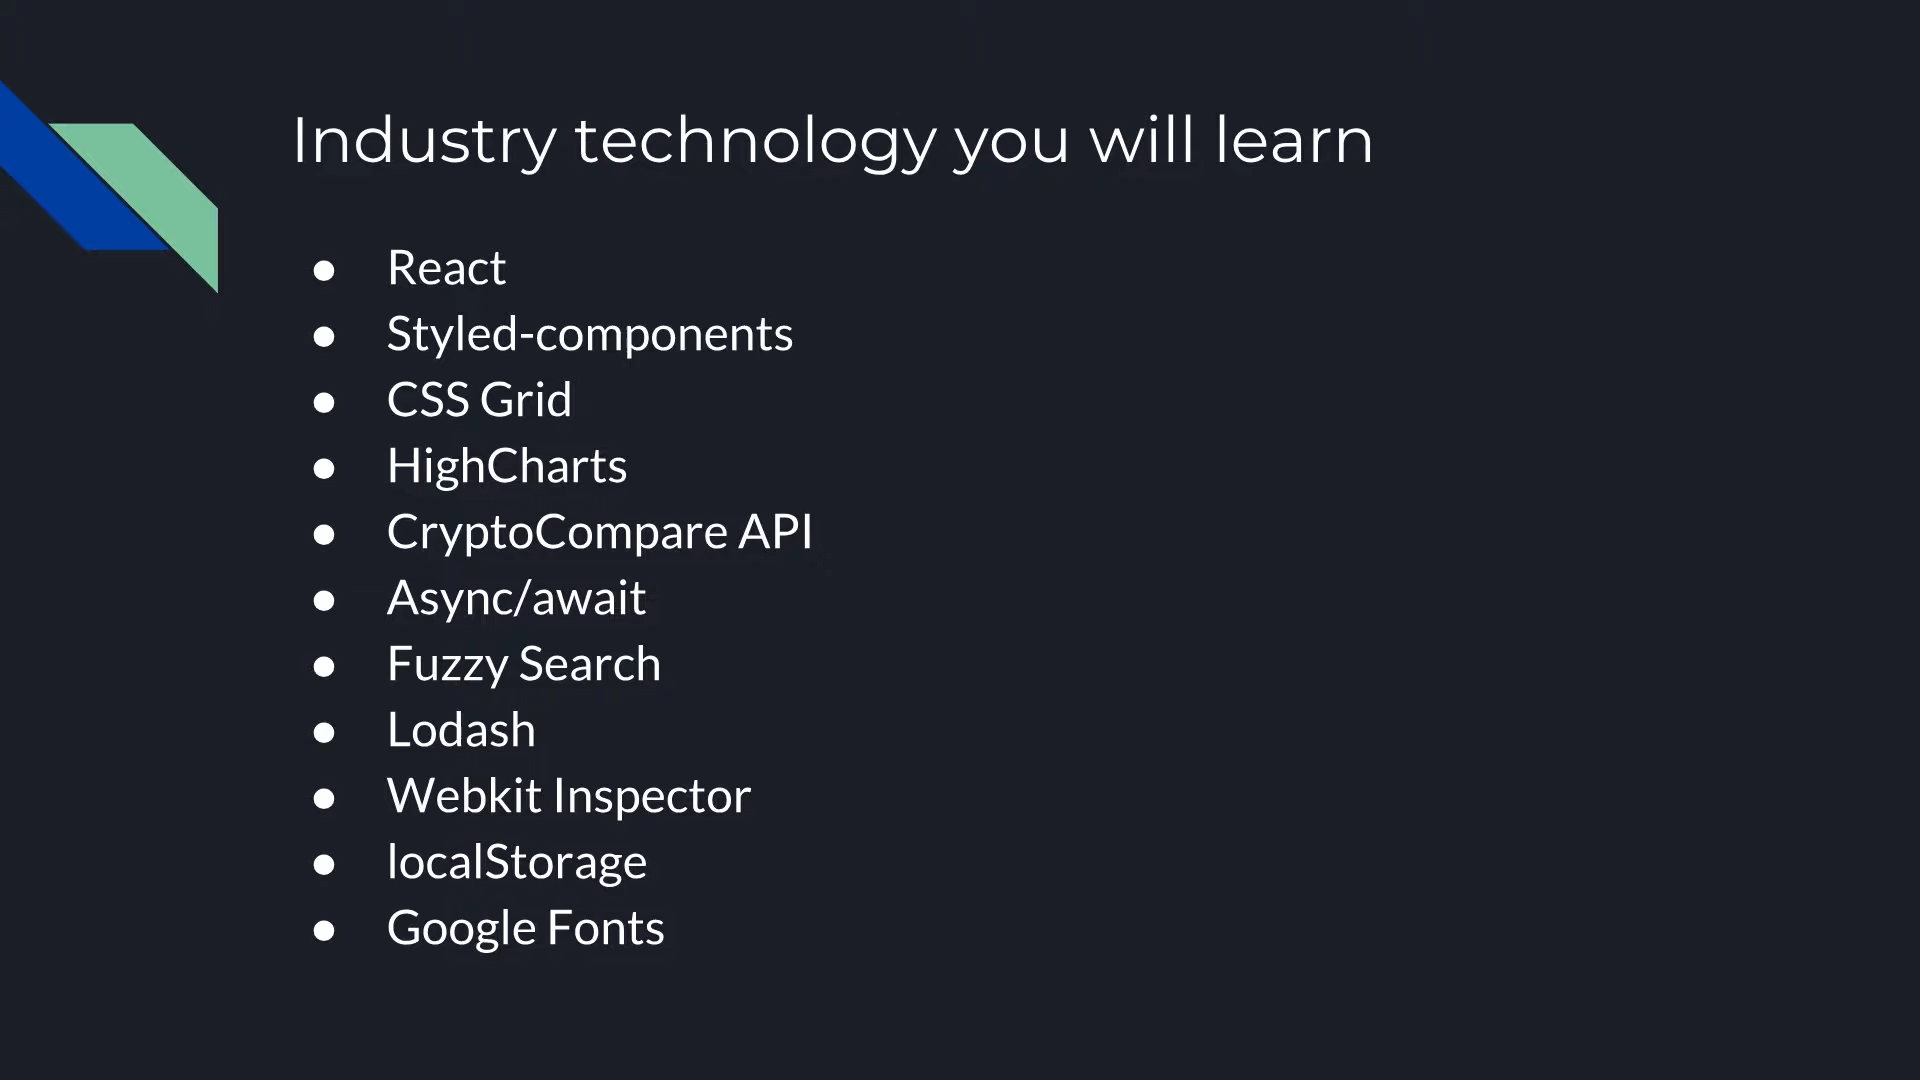 Industry technology you will learn
● React
● Styled-components
● CSS Grid
● HighCharts
● CryptoCompare API
● Async/await
● Fuzzy Search
● Lodash
● Webkit Inspector
● localStorage
● Google Fonts